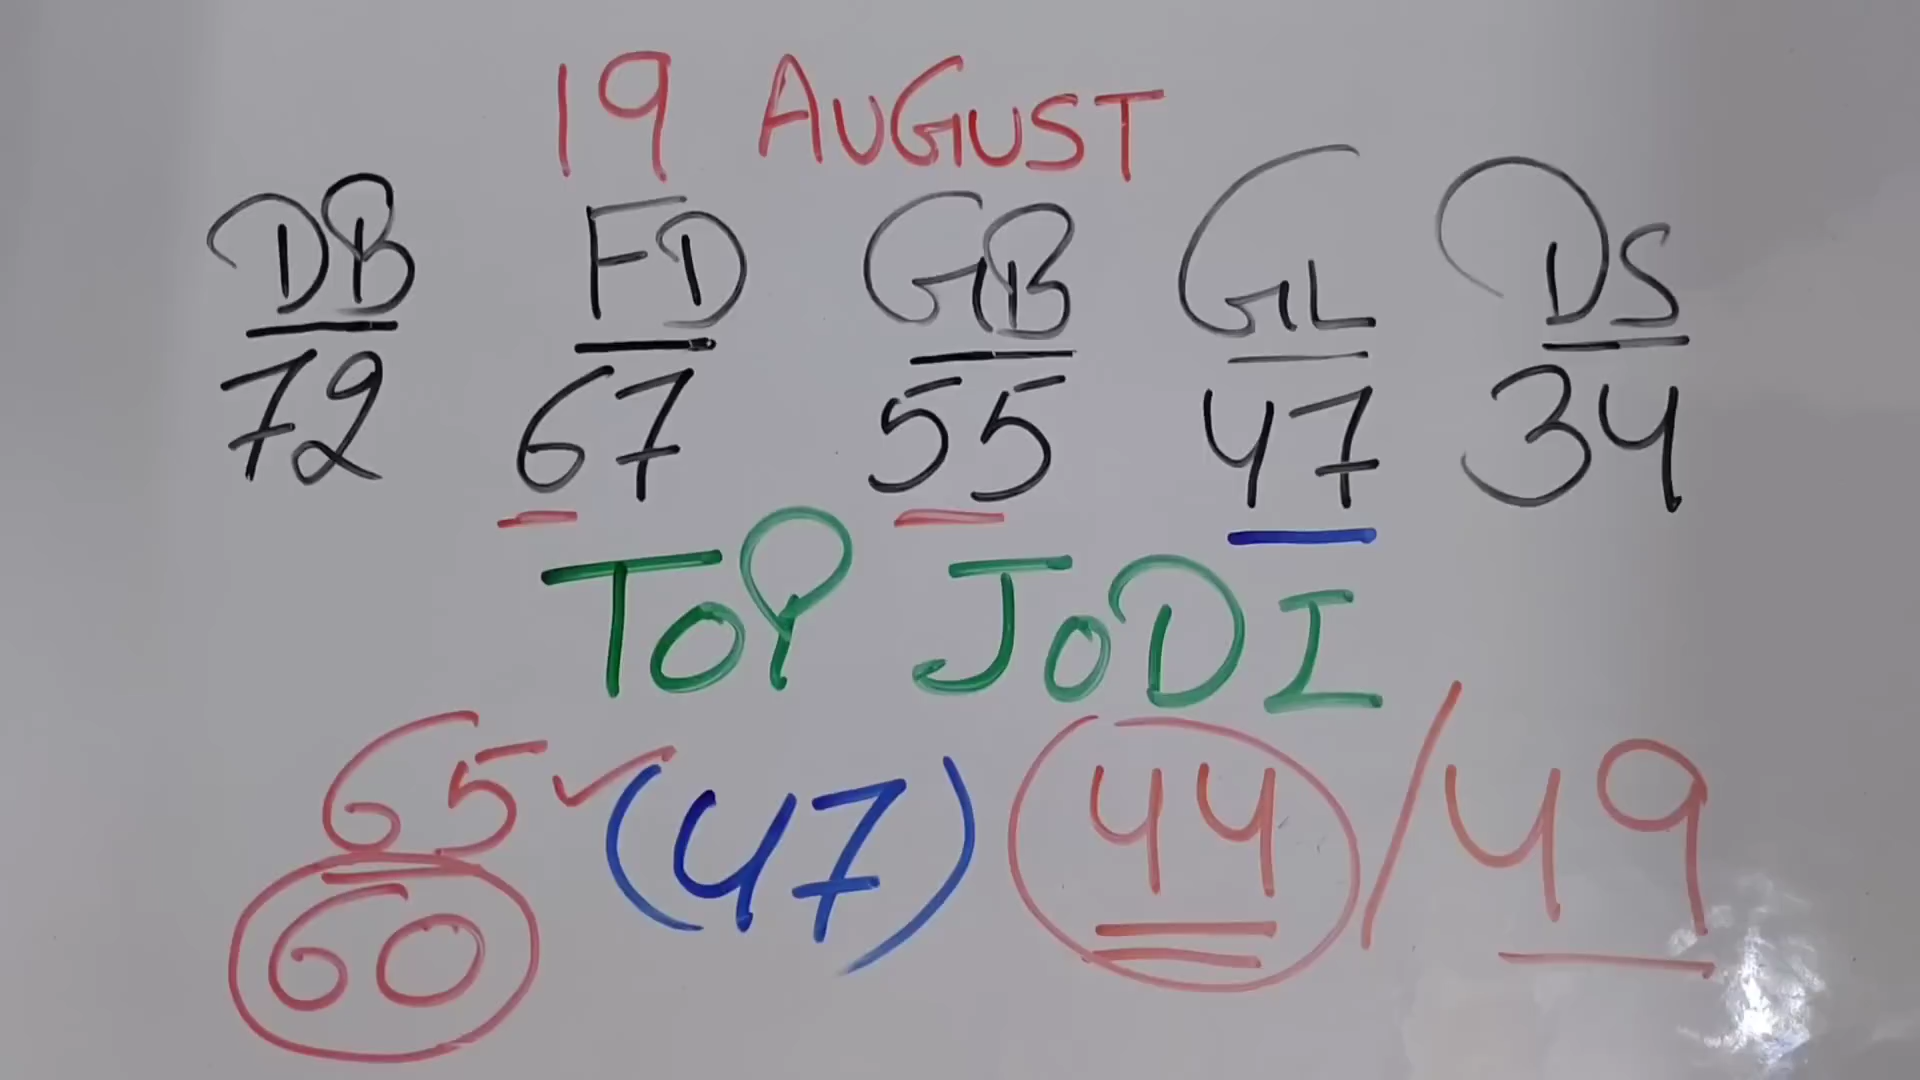 19 AUGUST
DB FD GB GL DS
72 67 55 47 34
TOP JODI
65 (47) 44 / 49
60